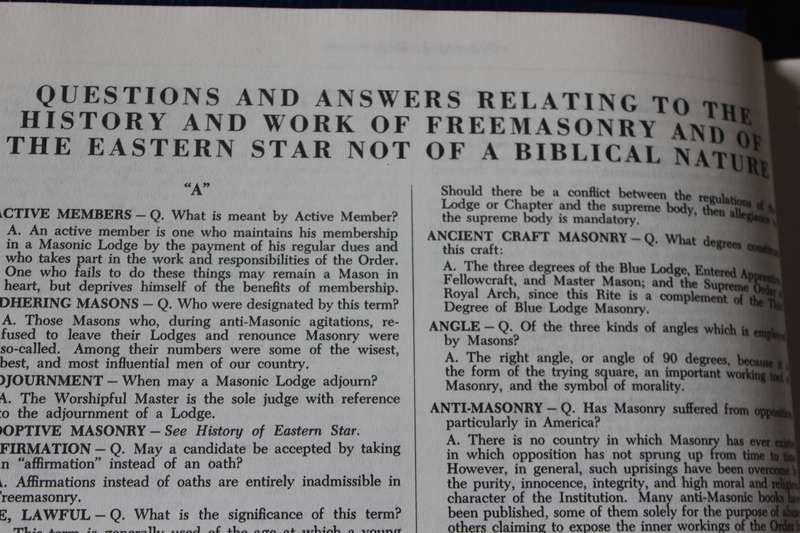 QUESTIONS AND ANSWERS RELATING TO THE
HISTORY AND WORK OF FREEMASONRY AND OF
THE EASTERN STAR NOT OF A BIBLICAL NATURE
"A"
ACTIVE MEMBERS — Q. What is meant by Active Member?
A. An active member is one who maintains his membership
in a Masonic Lodge by the payment of his regular dues and
who takes part in the work and responsibilities of the Order.
One who fails to do these things may remain a Mason in
heart, but deprives himself of the benefits of membership.
DHERING MASONS — Q. Who were designated by this term?
A. Those Masons who, during anti-Masonic agitations, re-
fused to leave their Lodges and renounce Masonry were
so-called. Among their numbers were some of the wisest,
best, and most influential men of our country.
DJOURNMENT — When may a Masonic Lodge adjourn?
A. The Worshipful Master is the sole judge with reference
to the adjournment of a Lodge.
DOPTIVE MASONRY — See History of Eastern Star.
FFIRMATION — Q. May a candidate be accepted by taking
an "affirmation" instead of an oath?
A. Affirmations instead of oaths are entirely inadmissible in
Freemasonry.
E, LAWFUL — Q. What is the significance of this term?
This term is generally used of the age at which a young
Should there be a conflict between the regulations of
Lodge or Chapter and the supreme body, then allegiance
the supreme body is mandatory.
ANCIENT CRAFT MASONRY — Q. What degrees
this craft:
A. The three degrees of the Blue Lodge, Entered Apprentice
Fellowcraft, and Master Mason; and the Supreme Order
Royal Arch, since this Rite is a complement of the
Degree of Blue Lodge Masonry.
ANGLE — Q. Of the three kinds of angles which is
by Masons?
A. The right angle, or angle of 90 degrees, because
the form of the trying square, an important working
Masonry, and the symbol of morality.
ANTI-MASONRY — Q. Has Masonry suffered from
particularly in America?
A. There is no country in which Masonry has ever
in which opposition has not sprung up from time to
However, in general, such uprisings have been overcome
the purity, innocence, integrity, and high moral and
character of the Institution. Many anti-Masonic books
been published, some of them solely for the purpose of
others claiming to expose the inner workings of the Order